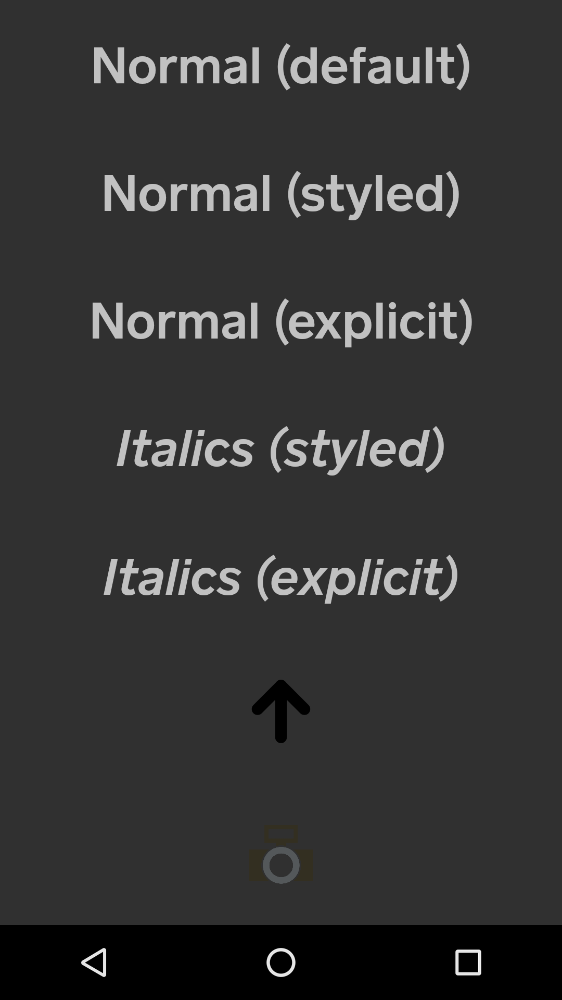 Normal (default)
Normal (styled)
Normal (explicit)
Italics (styled)
Italics (explicit)